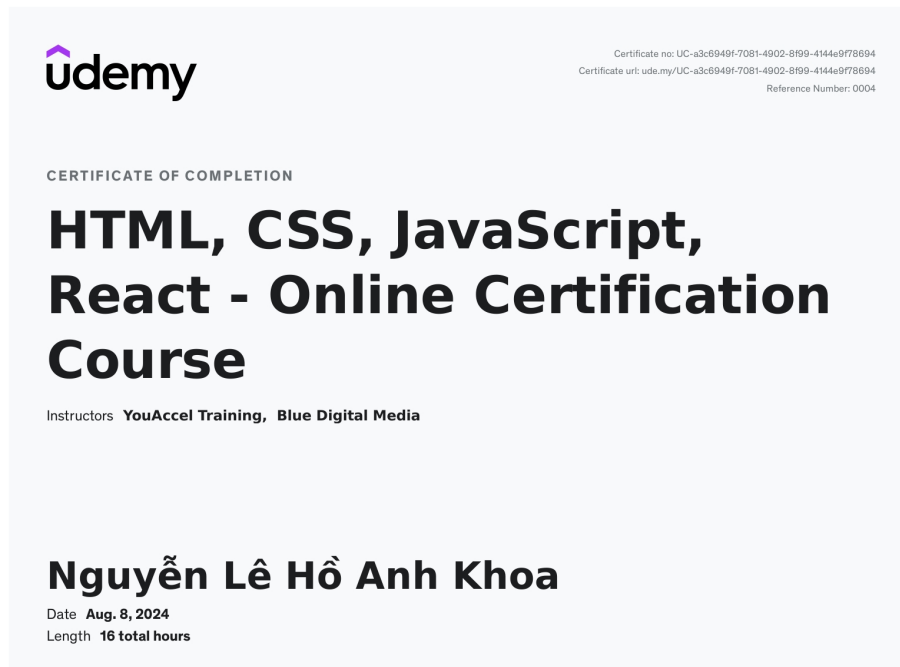 udemy
Certificate no: UC-a3c6949f-7081-4902-8f99-4144e9f78694
Certificate url: ude.my/UC-a3c6949f-7081-4902-8f99-4144e9f78694
Reference Number: 0004
CERTIFICATE OF COMPLETION
HTML, CSS, JavaScript,
React - Online Certification
Course
Instructors YouAccel Training, Blue Digital Media
Nguyễn Lê Hồ Anh Khoa
Date Aug. 8, 2024
Length 16 total hours